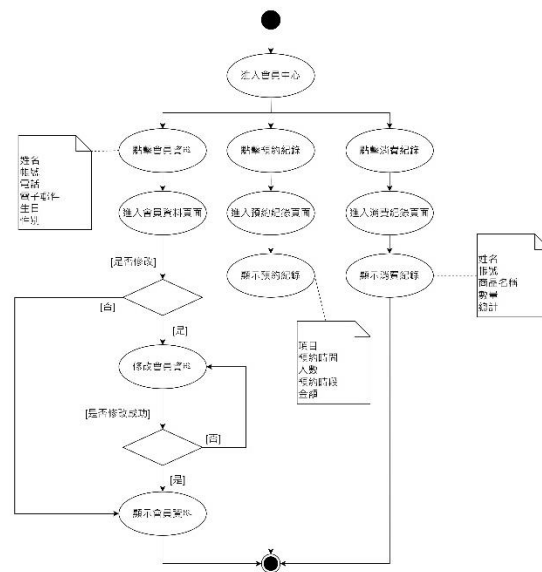 進入會員中心
點擊會員資料
點擊預約紀錄
點擊消費紀錄
姓名
帳號
電話
電子郵件
生日
性別
進入會員資料頁面
進入預約紀錄頁面
進入消費紀錄頁面
[是否修改]
顯示預約紀錄
顯示消費紀錄
姓名
帳號
商品名稱
數量
總計
[否]
[是]
項目
預約時間
人數
預約時段
金額
修改會員資料
[是否修改成功]
[否]
[是]
顯示會員資料